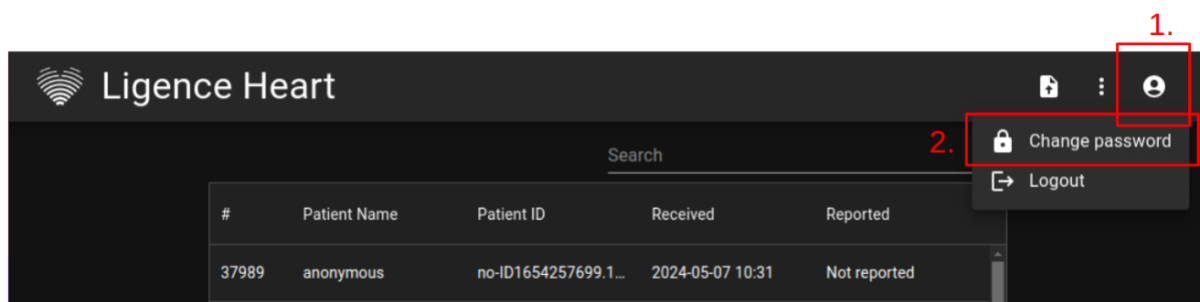 1.
Ligence Heart
2.
Change password
Search
Logout
# Patient Name Patient ID Received Reported
37989 anonymous no-ID1654257699.1... 2024-05-07 10:31 Not reported